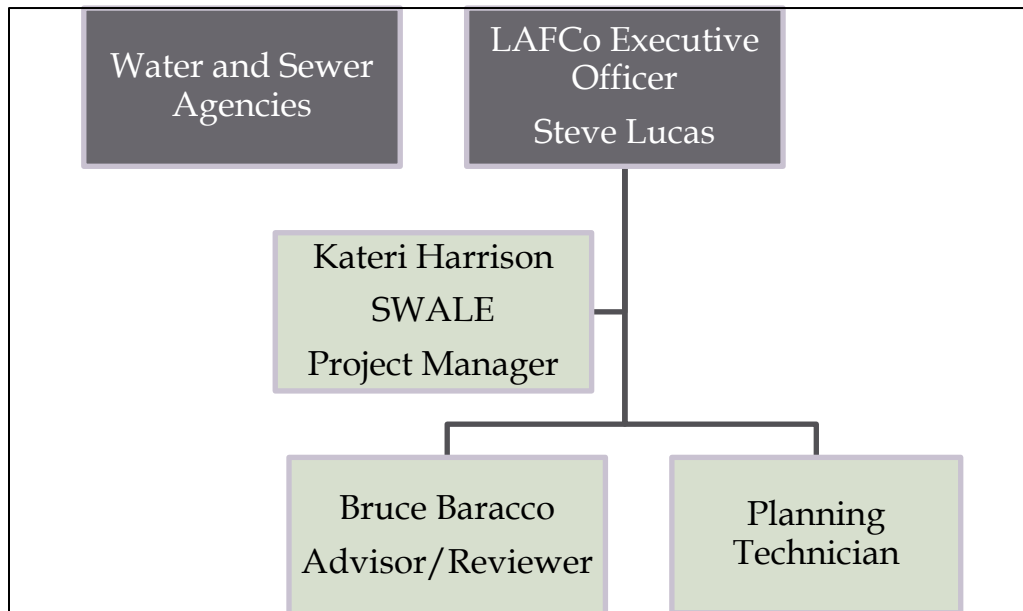 Water and Sewer
Agencies
LAFCo Executive
Officer
Steve Lucas
Kateri Harrison
SWALE
Project Manager
Bruce Baracco
Advisor/Reviewer
Planning
Technician